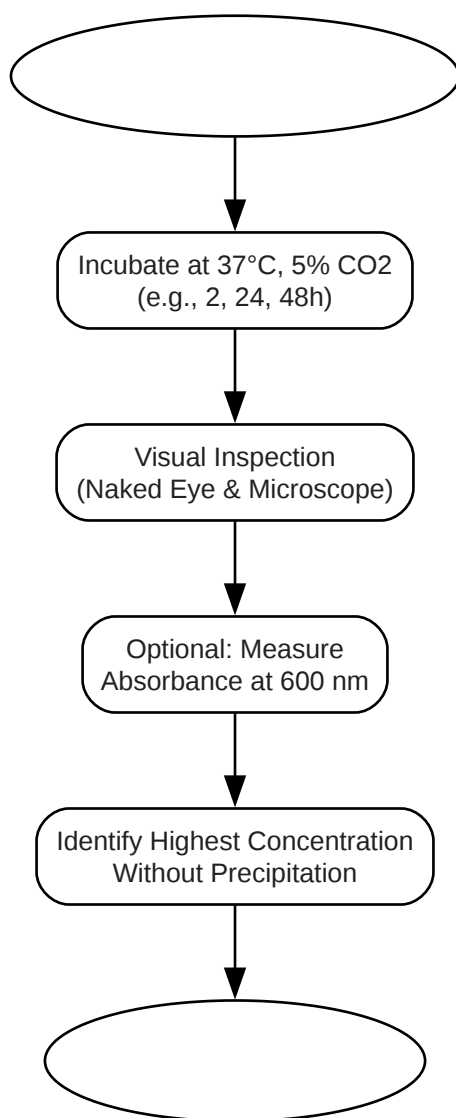 Incubate at 37°C, 5% CO2
(e.g., 2, 24, 48h)
Visual Inspection
(Naked Eye & Microscope)
Optional: Measure
Absorbance at 600 nm
Identify Highest Concentration
Without Precipitation